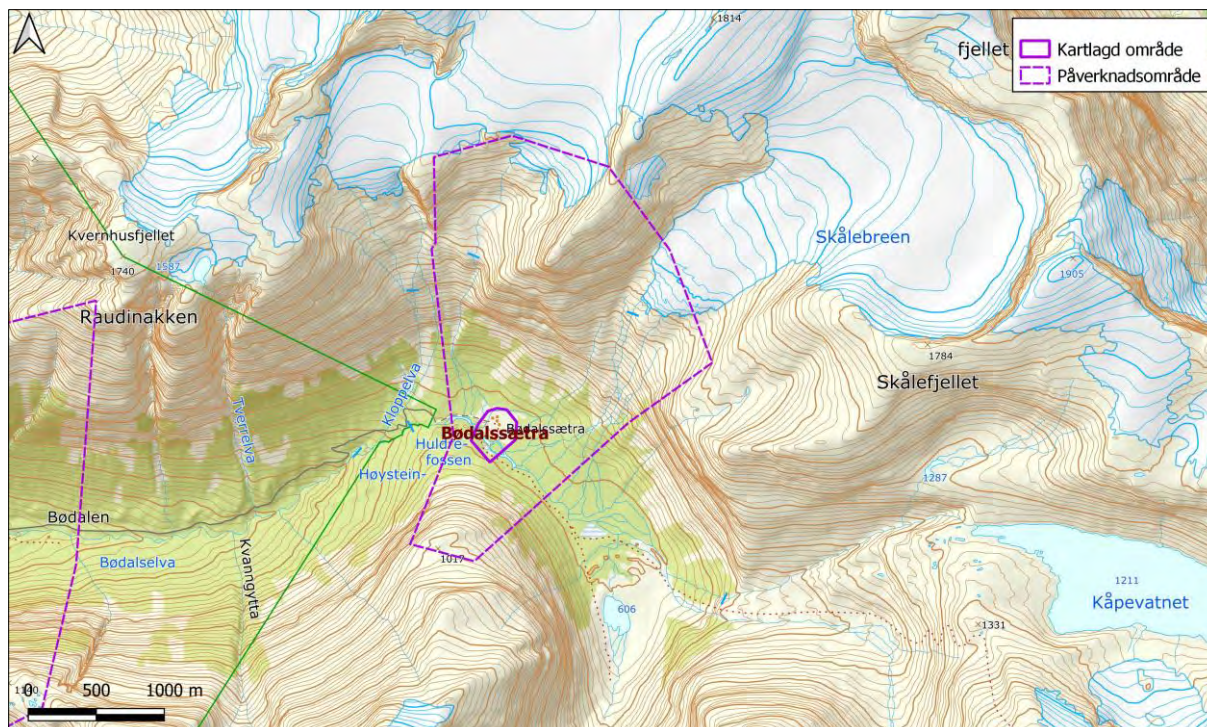 1814
fjellet
Kartlagd område
Påverknadsområde
Kvernhusfjellet
1587
1740
Skålebreen
1905
Raudinakken
1784
Skålefjellet
Kloppelva
Tverrelva
Bødalssætra
Bødalssætra
Huldre-
fossen
Høystein-
1287
Bødalen
Bødalselva
Kvanngytta
1017
606
1211
Kåpevatnet
1331
0 500 1000 m